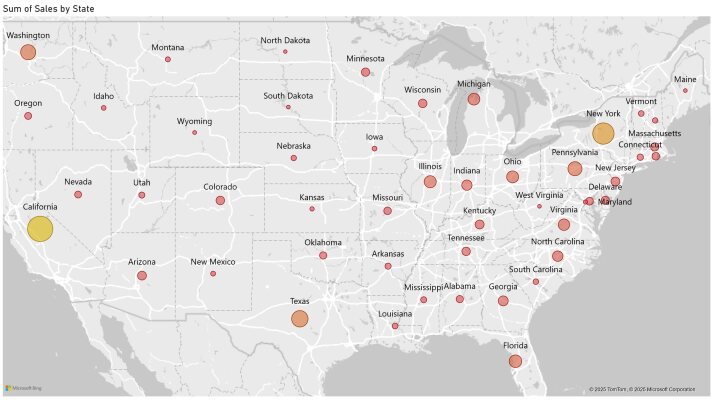 Sum of Sales by State
Washington
Montana
North Dakota
Minnesota
Wisconsin
Michigan
Maine
Vermont
Oregon
Idaho
Wyoming
South Dakota
New York
Massachusetts
Connecticut
Nebraska
Iowa
Illinois
Indiana
Ohio
Pennsylvania
New Jersey
Delaware
Maryland
Nevada
Utah
Colorado
Kansas
Missouri
Kentucky
West Virginia
Virginia
California
Oklahoma
Arkansas
Tennessee
North Carolina
South Carolina
Arizona
New Mexico
Texas
Louisiana
Mississippi
Alabama
Georgia
Florida
Microsoft Bing
© 2025 TomTom, © 2025 Microsoft Corporation